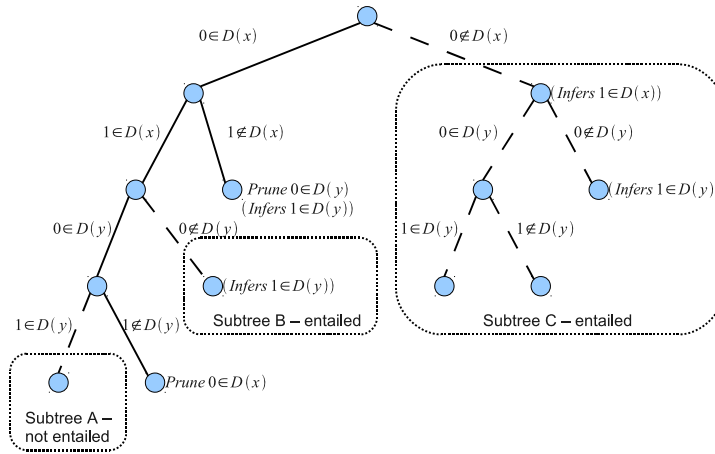 0∈D(x)
0∉D(x)
(Infers 1∈D(x))
1∈D(x)
1∉D(x)
0∈D(y)
0∉D(y)
Prune 0∈D(y)
(Infers 1∈D(y))
(Infers 1∈D(y))
0∈D(y)
0∉D(y)
1∈D(y)
1∉D(y)
(Infers 1∈D(y))
Subtree B – entailed
Subtree C – entailed
1∈D(y)
1∉D(y)
Prune 0∈D(x)
Subtree A –
not entailed